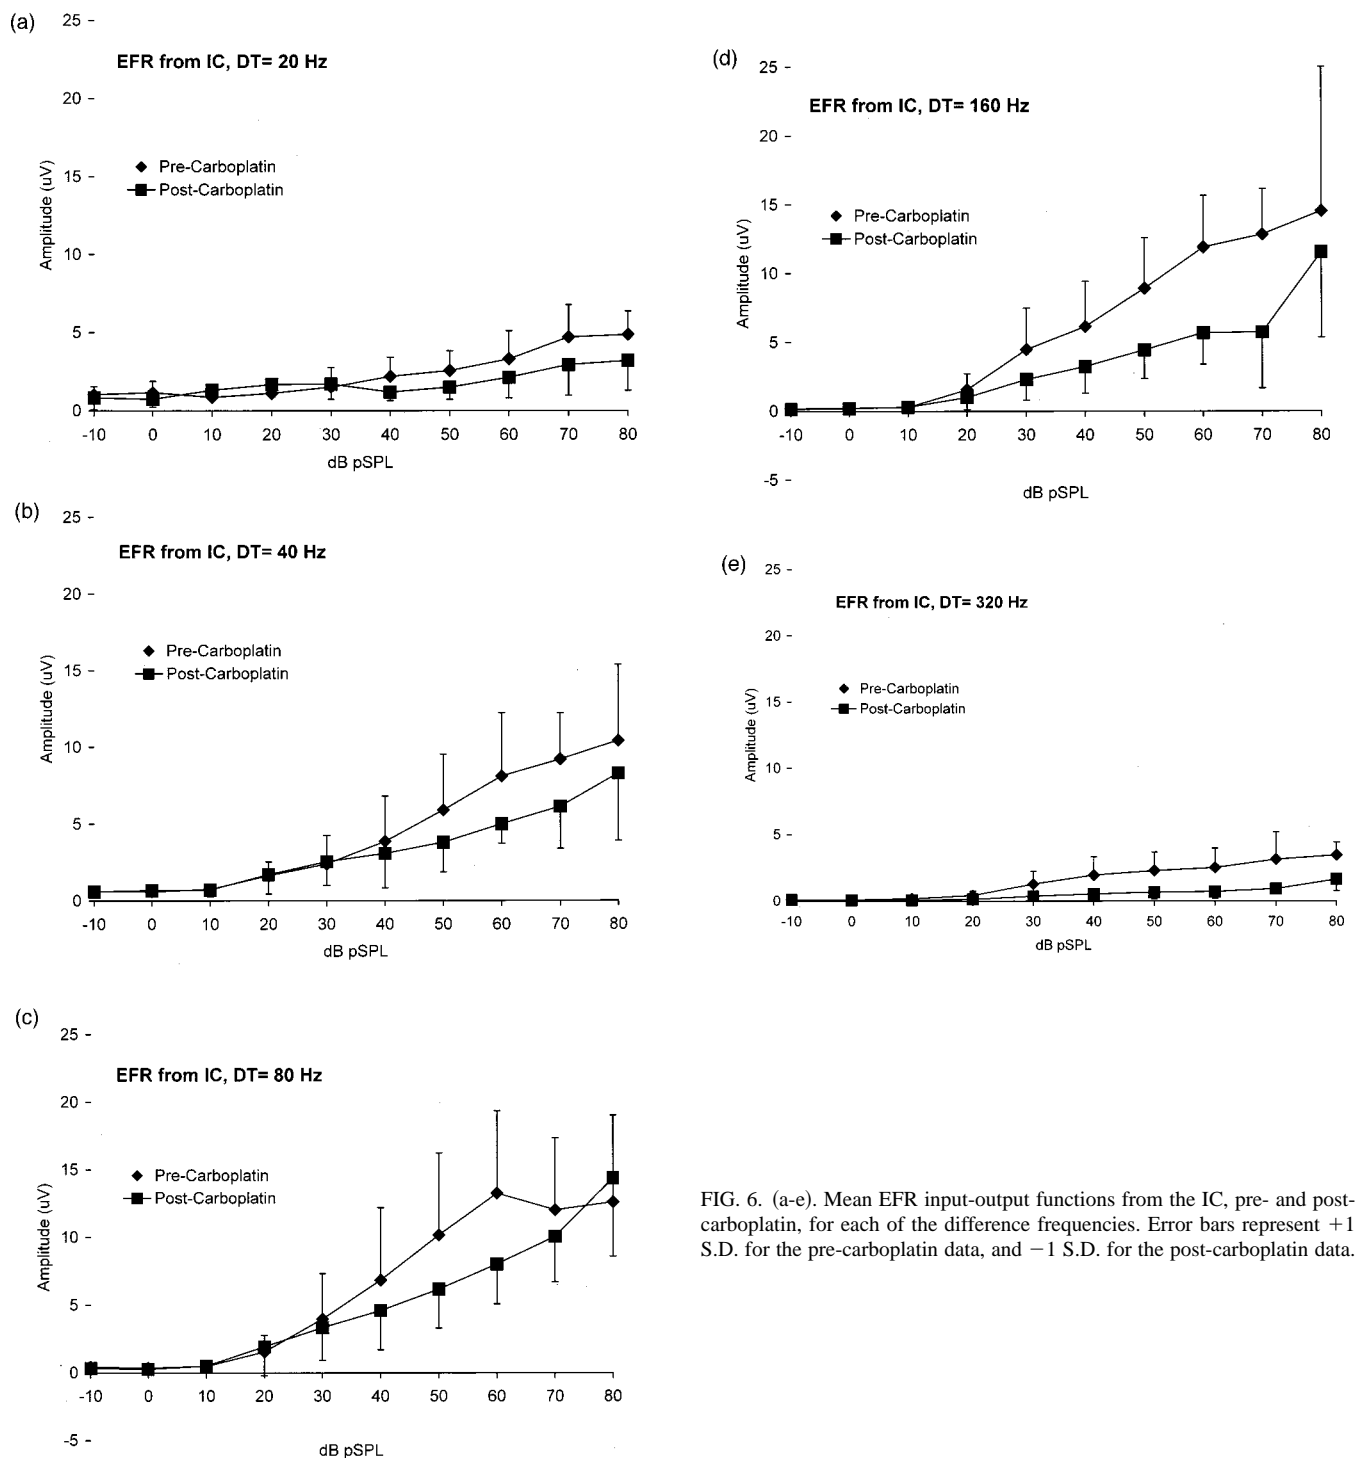 (a)
25
EFR from IC, DT= 20 Hz
20
Pre-Carboplatin
Post-Carboplatin
15
Amplitude (uV)
10
5
0
-10 0 10 20 30 40 50 60 70 80
dB pSPL
(b)
25
EFR from IC, DT= 40 Hz
20
Pre-Carboplatin
Post-Carboplatin
15
Amplitude (uV)
10
5
0
-10 0 10 20 30 40 50 60 70 80
dB pSPL
(c)
25
EFR from IC, DT= 80 Hz
20
Pre-Carboplatin
Post-Carboplatin
15
Amplitude (uV)
10
5
0
-10 0 10 20 30 40 50 60 70 80
-5
dB pSPL
(d)
25
EFR from IC, DT= 160 Hz
20
15
Pre-Carboplatin
Post-Carboplatin
Amplitude (uV)
10
5
0
-10 0 10 20 30 40 50 60 70 80
-5
dB pSPL
(e)
25
EFR from IC, DT= 320 Hz
20
Pre-Carboplatin
Post-Carboplatin
15
Amplitude (uV)
10
5
0
-10 0 10 20 30 40 50 60 70 80
dB pSPL
FIG. 6. (a-e). Mean EFR input-output functions from the IC, pre- and post-
carboplatin, for each of the difference frequencies. Error bars represent +1
S.D. for the pre-carboplatin data, and −1 S.D. for the post-carboplatin data.